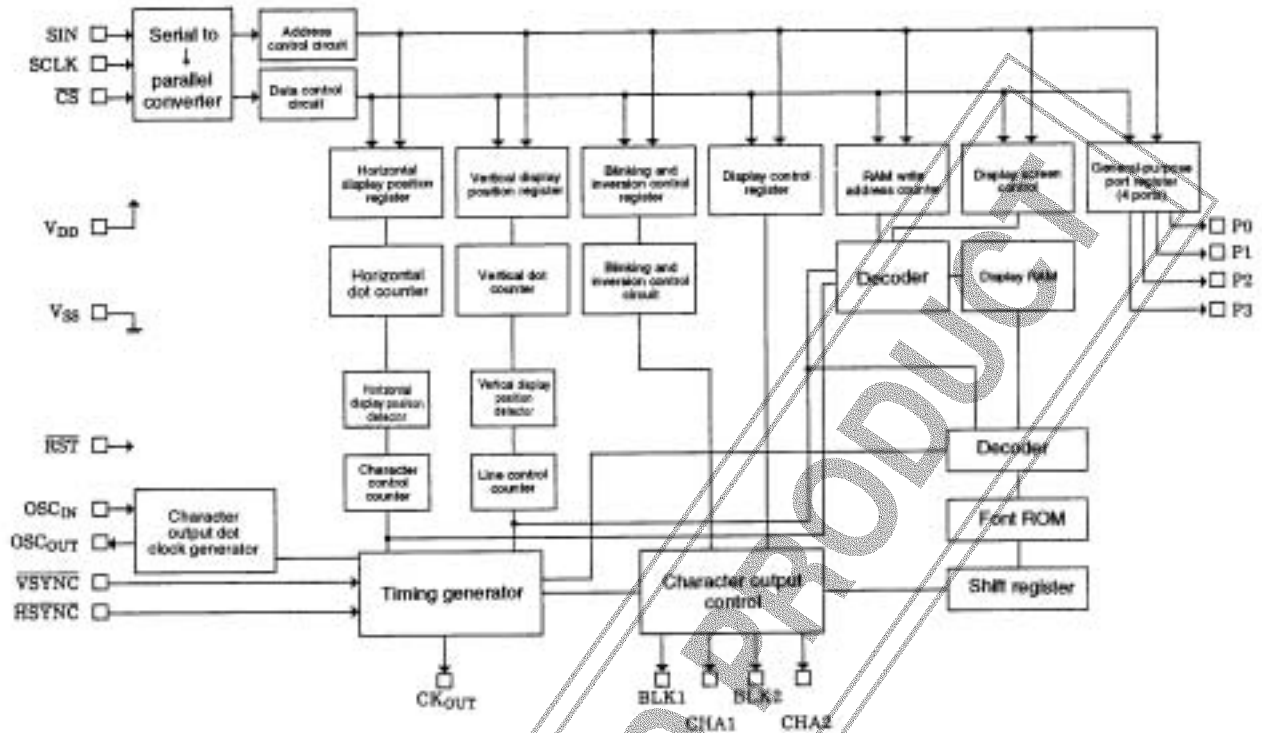 SIN
SCLK
CS
Serial to
↓
parallel
converter
Address
control circuit
Data control
circuit
Horizontal
display position
register
Vertical display
position register
Blinking and
inversion control
register
Display control
register
RAM write
address counter
Display screen
control
General-purpose
port register
(4 ports)
VDD
VSS
P0
P1
P2
P3
Horizontal
dot counter
Vertical dot
counter
Blinking and
inversion control
circuit
Decoder
Display RAM
Horizontal
display position
detector
Vertical display
position
detector
RST
Character
control
counter
Line control
counter
Decoder
OSCIN
OSCOUT
Character
output dot
clock generator
Font ROM
VSYNC
HSYNC
Timing generator
Character output
control
Shift register
CKOUT
BLK1
CHA1
BLK2
CHA2
PRODUCT